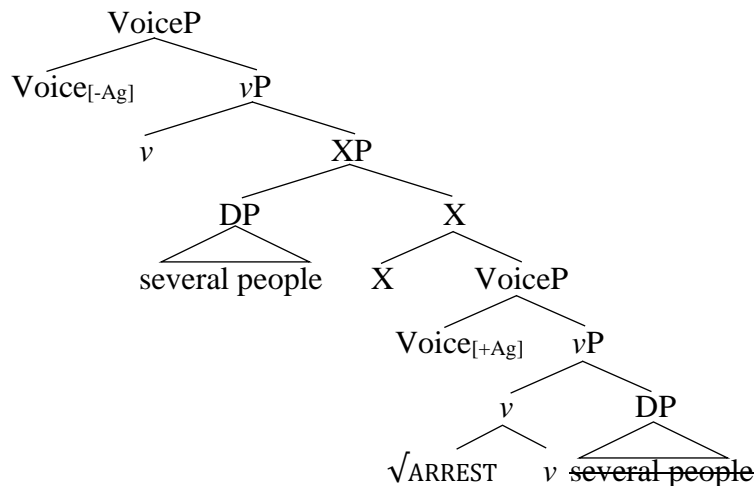 VoiceP
Voice[-Ag] vP
v XP
DP X
several people X VoiceP
Voice[+Ag] vP
v DP
√ARREST v several people